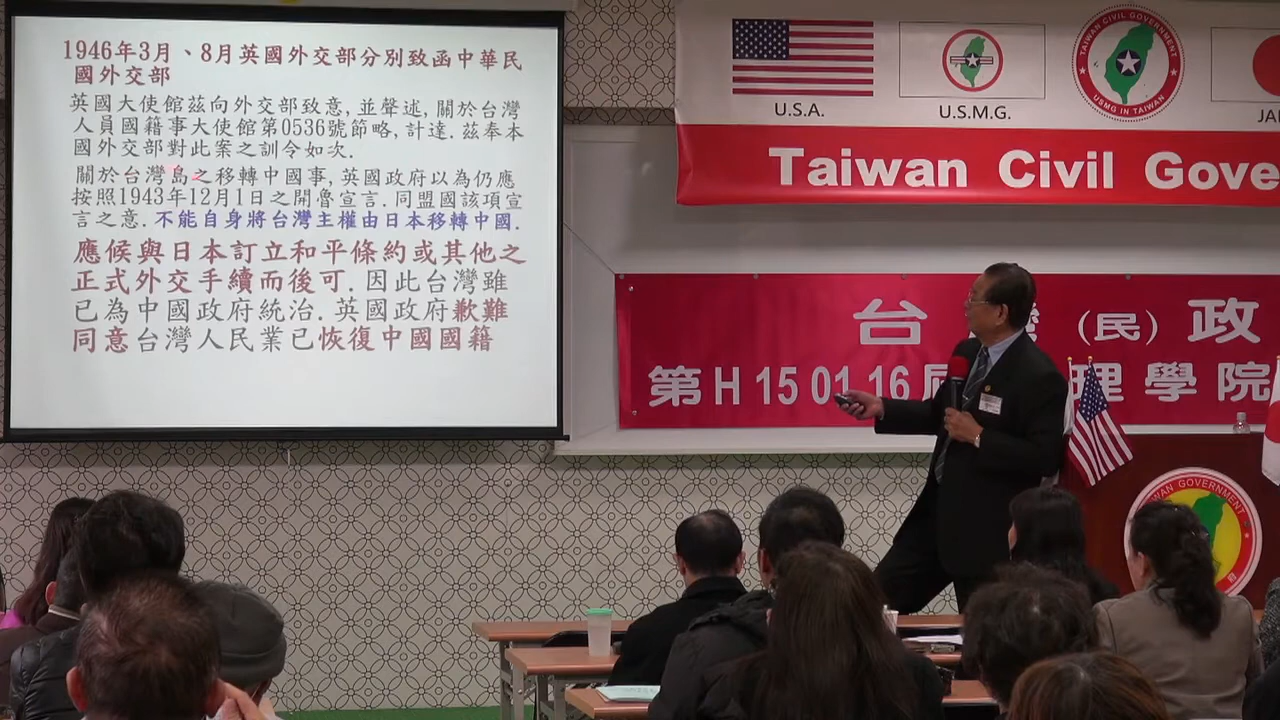 1946年3月、8月英國外交部分別致函中華民
國外交部
英國大使館茲向外交部致意,並聲述,關於台灣
人員國籍事大使館第0536號節略,計達.茲奉本
國外交部對此案之訓令如次.
關於台灣島之移轉中國事,英國政府以為仍應
按照1943年12月1日之開魯宣言.同盟國該項宣
言之意.不能自身將台灣主權由日本移轉中國.
應候與日本訂立和平條約或其他之
正式外交手續而後可.因此台灣雖
已為中國政府統治.英國政府歉難
同意台灣人民業已恢復中國國籍
U.S.A.
U.S.M.G.
TAIWAN CIVIL GOVERNMENT
USMG IN TAIWAN
JA
Taiwan Civil Gove
台灣(民)政
第H 15 01 16屆 理學院
TAIWAN GOVERNMENT